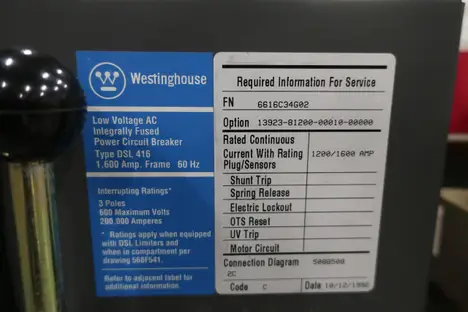 Westinghouse
Low Voltage AC
Integrally Fused
Power Circuit Breaker
Type DSL 416
1,600 Amp. Frame 60 Hz
Interrupting Ratings*
3 Poles
600 Maximum Volts
200,000 Amperes
* Ratings apply when equipped
with DSL Limiters and
when in compartment per
drawing 568F541.
Refer to adjacent label for
additional information.
Required Information For Service
FN 6616C34G02
Option 13923-81200-00010-00000
Rated Continuous
Current With Rating 1200/1600 AMP
Plug/Sensors
Shunt Trip
Spring Release
Electric Lockout
OTS Reset
UV Trip
Motor Circuit
Connection Diagram 508B508
2C
Code C Date 10/12/1992